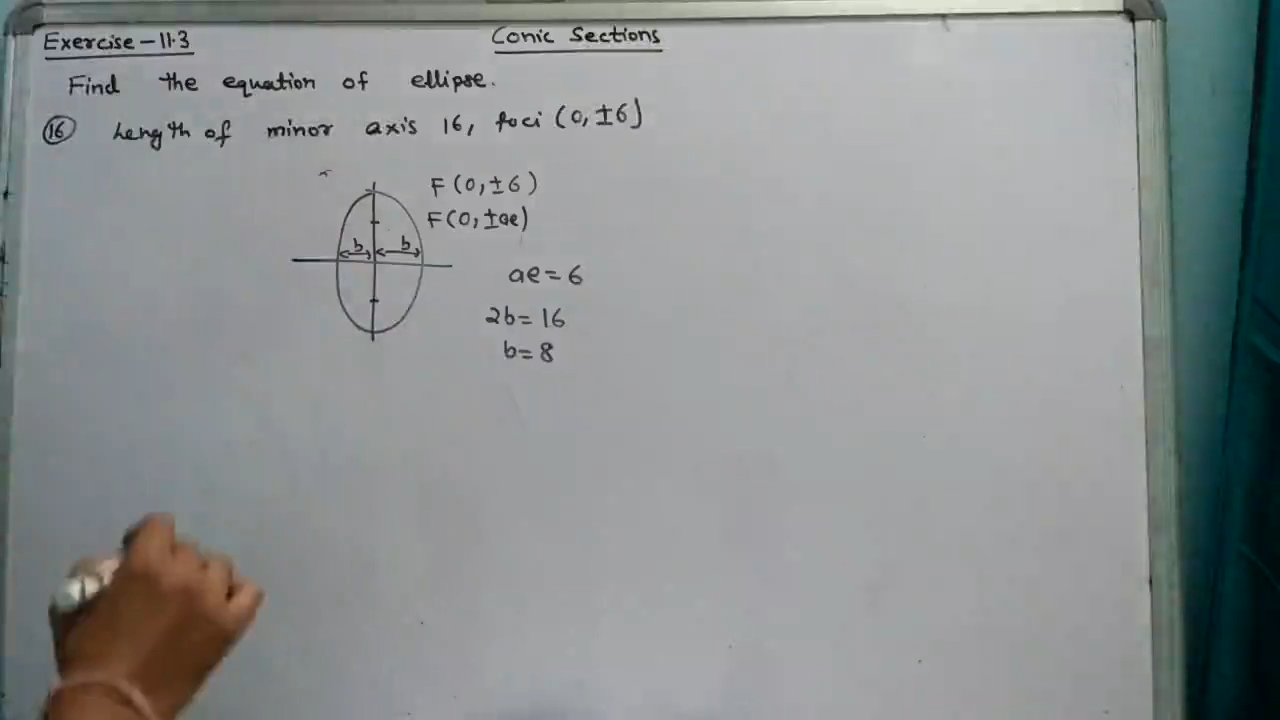 Exercise-11.3
Conic Sections
Find the equation of ellipse.
16 Length of minor axis 16, foci (0, ±6)
F(0, ±6)
F(0, ±ae)
b b
ae = 6
2b = 16
b = 8